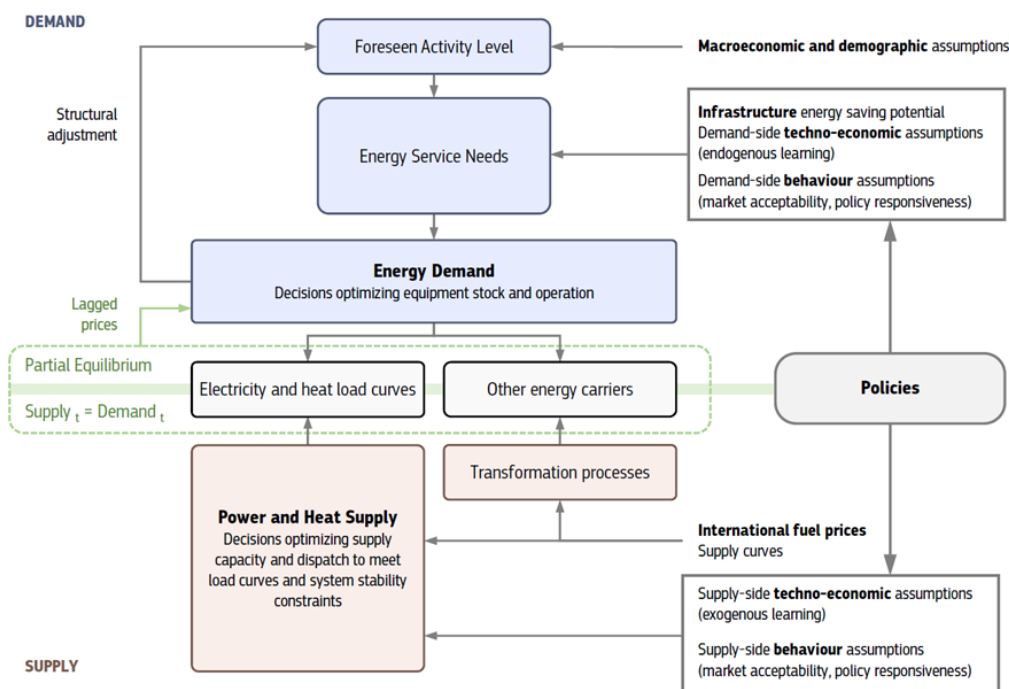 DEMAND
Foreseen Activity Level
Macroeconomic and demographic assumptions
Structural
adjustment
Energy Service Needs
Infrastructure energy saving potential
Demand-side techno-economic assumptions
(endogenous learning)
Demand-side behaviour assumptions
(market acceptability, policy responsiveness)
Energy Demand
Decisions optimizing equipment stock and operation
Lagged
prices
Partial Equilibrium
Supply t = Demand t
Electricity and heat load curves
Other energy carriers
Policies
Transformation processes
Power and Heat Supply
Decisions optimizing supply
capacity and dispatch to meet
load curves and system stability
constraints
International fuel prices
Supply curves
Supply-side techno-economic assumptions
(exogenous learning)
Supply-side behaviour assumptions
(market acceptability, policy responsiveness)
SUPPLY